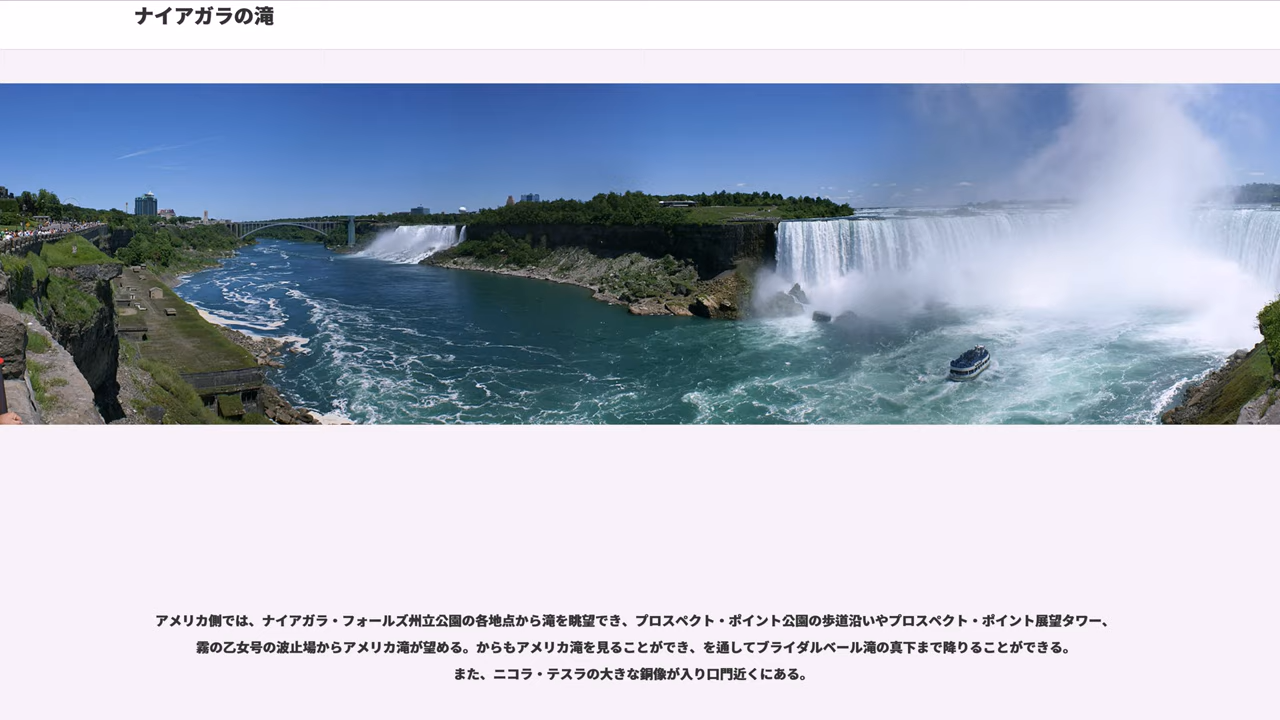 ナイアガラの滝
アメリカ側では、ナイアガラ・フォールズ州立公園の各地点から滝を眺望でき、プロスペクト・ポイント公園の歩道沿いやプロスペクト・ポイント展望タワー、
霧の乙女号の波止場からアメリカ滝が望める。からもアメリカ滝を見ることができ、を通してブライダルベール滝の真下まで降りることができる。
また、ニコラ・テスラの大きな銅像が入り口門近くにある。